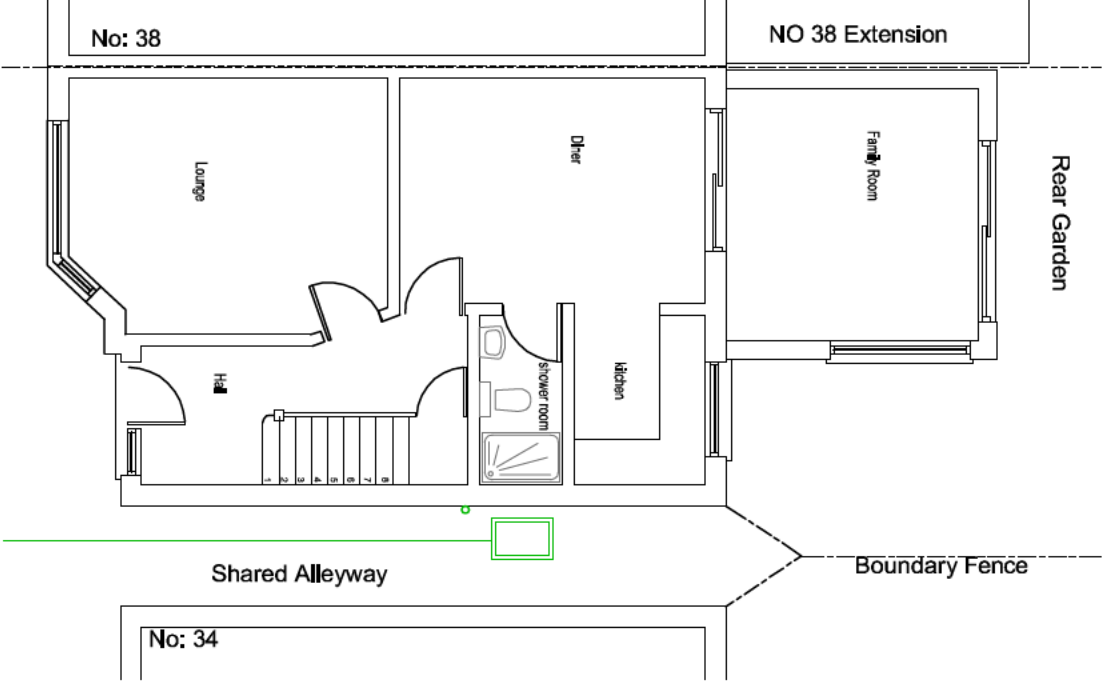 No: 38
NO 38 Extension
Lounge
Diner
Family Room
Rear Garden
Hall
shower room
kitchen
1
2
3
4
5
6
7
8
Shared Alleyway
Boundary Fence
No: 34